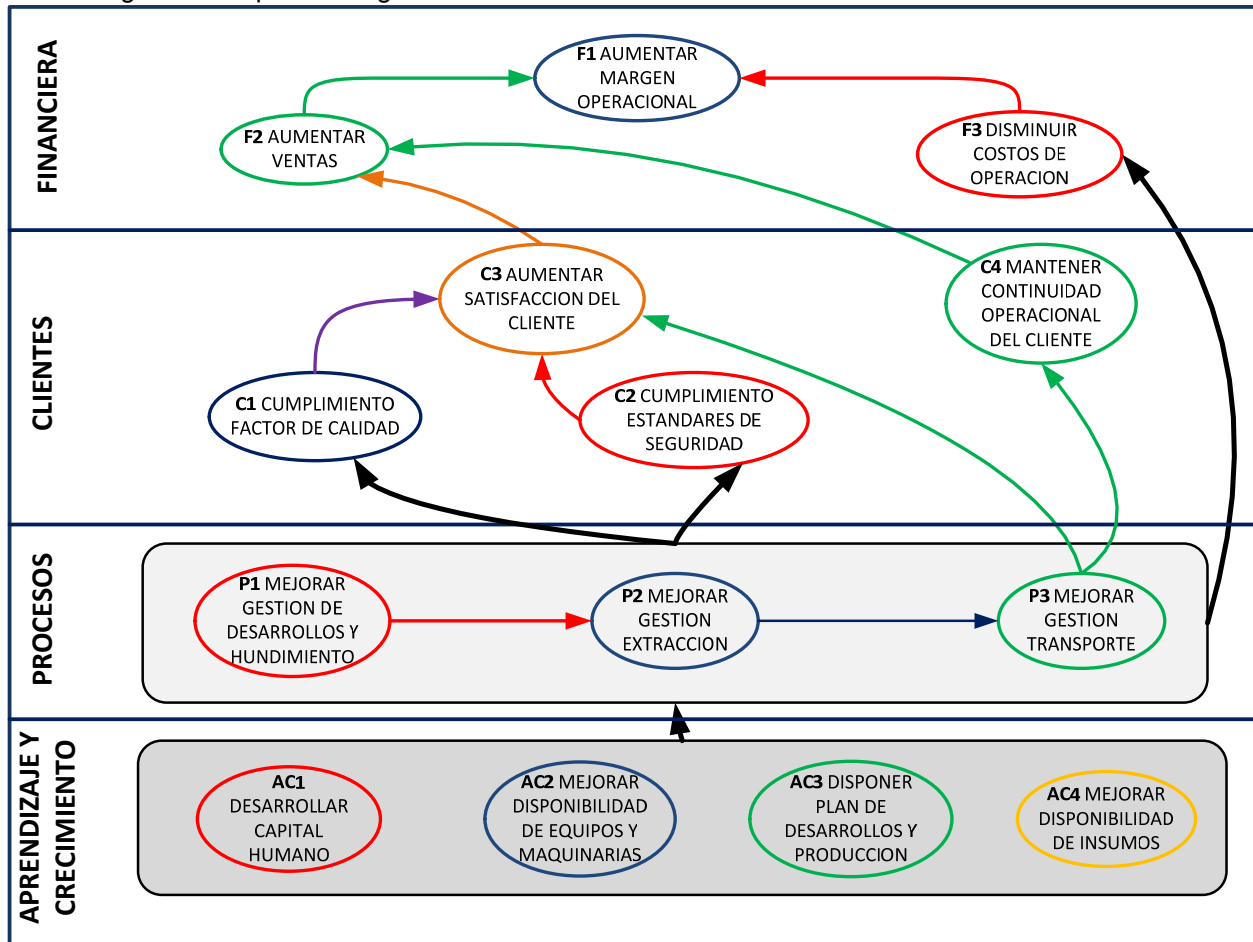 FINANCIERA
F1 AUMENTAR
MARGEN
OPERACIONAL
F2 AUMENTAR
VENTAS
F3 DISMINUIR
COSTOS DE
OPERACION
CLIENTES
C3 AUMENTAR
SATISFACCION DEL
CLIENTE
C4 MANTENER
CONTINUIDAD
OPERACIONAL
DEL CLIENTE
C1 CUMPLIMIENTO
FACTOR DE CALIDAD
C2 CUMPLIMIENTO
ESTANDARES DE
SEGURIDAD
PROCESOS
P1 MEJORAR
GESTION DE
DESARROLLOS Y
HUNDIMIENTO
P2 MEJORAR
GESTION
EXTRACCION
P3 MEJORAR
GESTION
TRANSPORTE
APRENDIZAJE Y
CRECIMIENTO
AC1
DESARROLLAR
CAPITAL
HUMANO
AC2 MEJORAR
DISPONIBILIDAD
DE EQUIPOS Y
MAQUINARIAS
AC3 DISPONER
PLAN DE
DESARROLLOS Y
PRODUCCION
AC4 MEJORAR
DISPONIBILIDAD
DE INSUMOS